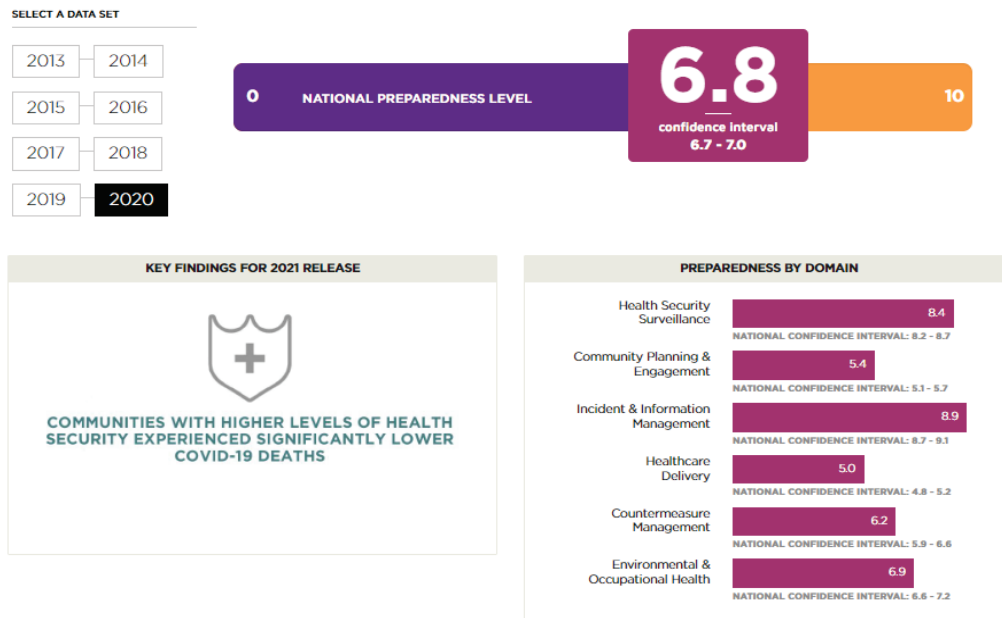 SELECT A DATA SET
2013
2014
2015
2016
2017
2018
2019
2020
0
NATIONAL PREPAREDNESS LEVEL
6.8
confidence interval
6.7 - 7.0
10
KEY FINDINGS FOR 2021 RELEASE
COMMUNITIES WITH HIGHER LEVELS OF HEALTH
SECURITY EXPERIENCED SIGNIFICANTLY LOWER
COVID-19 DEATHS
PREPAREDNESS BY DOMAIN
Health Security
Surveillance
8.4
NATIONAL CONFIDENCE INTERVAL: 8.2 - 8.7
Community Planning &
Engagement
5.4
NATIONAL CONFIDENCE INTERVAL: 5.1 - 5.7
Incident & Information
Management
8.9
NATIONAL CONFIDENCE INTERVAL: 8.7 - 9.1
Healthcare
Delivery
5.0
NATIONAL CONFIDENCE INTERVAL: 4.8 - 5.2
Countermeasure
Management
6.2
NATIONAL CONFIDENCE INTERVAL: 5.9 - 6.6
Environmental &
Occupational Health
6.9
NATIONAL CONFIDENCE INTERVAL: 6.6 - 7.2